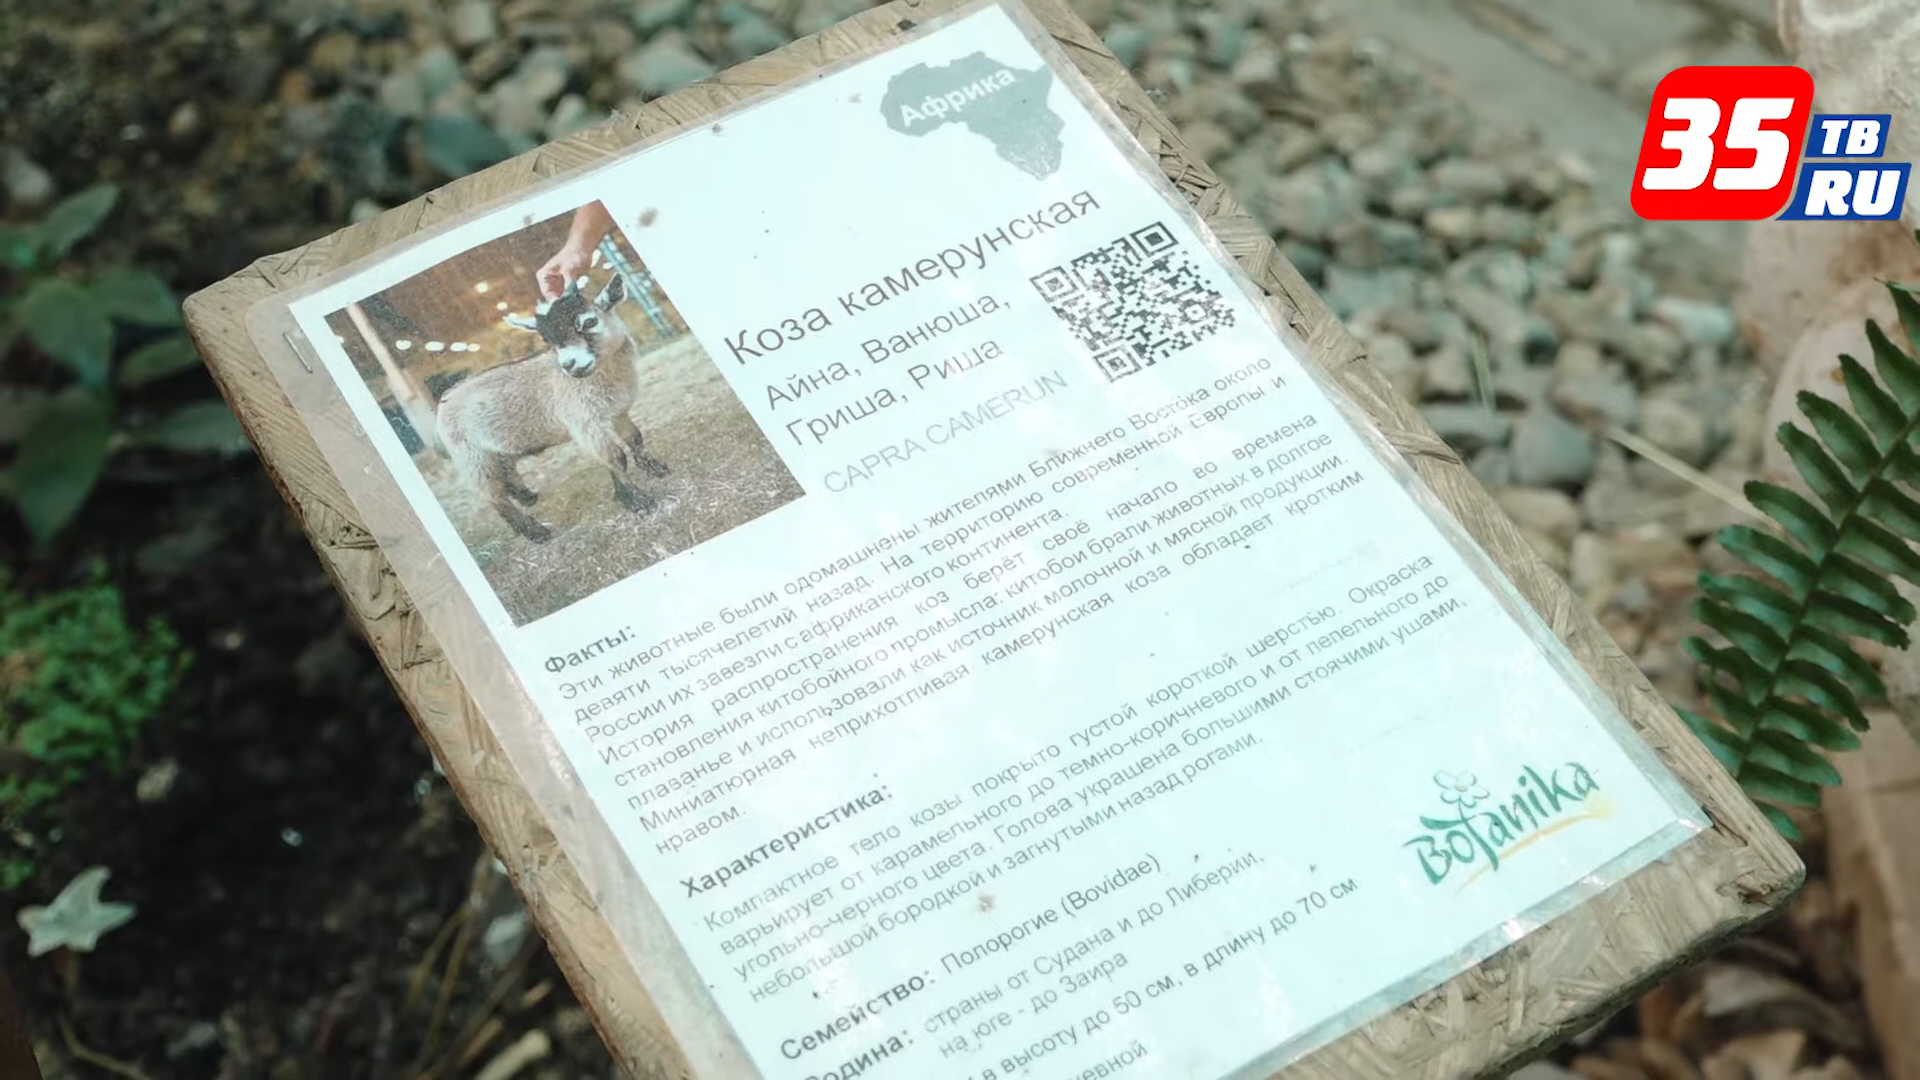 35
ТВ
RU
Африка
Коза камерунская
Айна, Ванюша,
Гриша, Риша
CAPRA CAMERUN
Факты:
Эти животные были одомашнены жителями Ближнего Востока около
девяти тысячелетий назад. На территорию современной Европы и
России их завезли с африканского континента.
История распространения коз берёт своё начало во времена
становления китобойного промысла: китобои брали животных в долгое
плаванье и использовали как источник молочной и мясной продукции.
Миниатюрная неприхотливая камерунская коза обладает кротким
нравом.
Характеристика:
Компактное тело козы покрыто густой короткой шерстью. Окраска
варьирует от карамельного до темно-коричневого и от пепельного до
угольно-черного цвета. Голова украшена большими стоячими ушами,
небольшой бородкой и загнутыми назад рогами.
Семейство: Полорогие (Bovidae)
Родина: страны от Судана и до Либерии,
на юге - до Заира
в высоту до 50 см, в длину до 70 см
Botanika